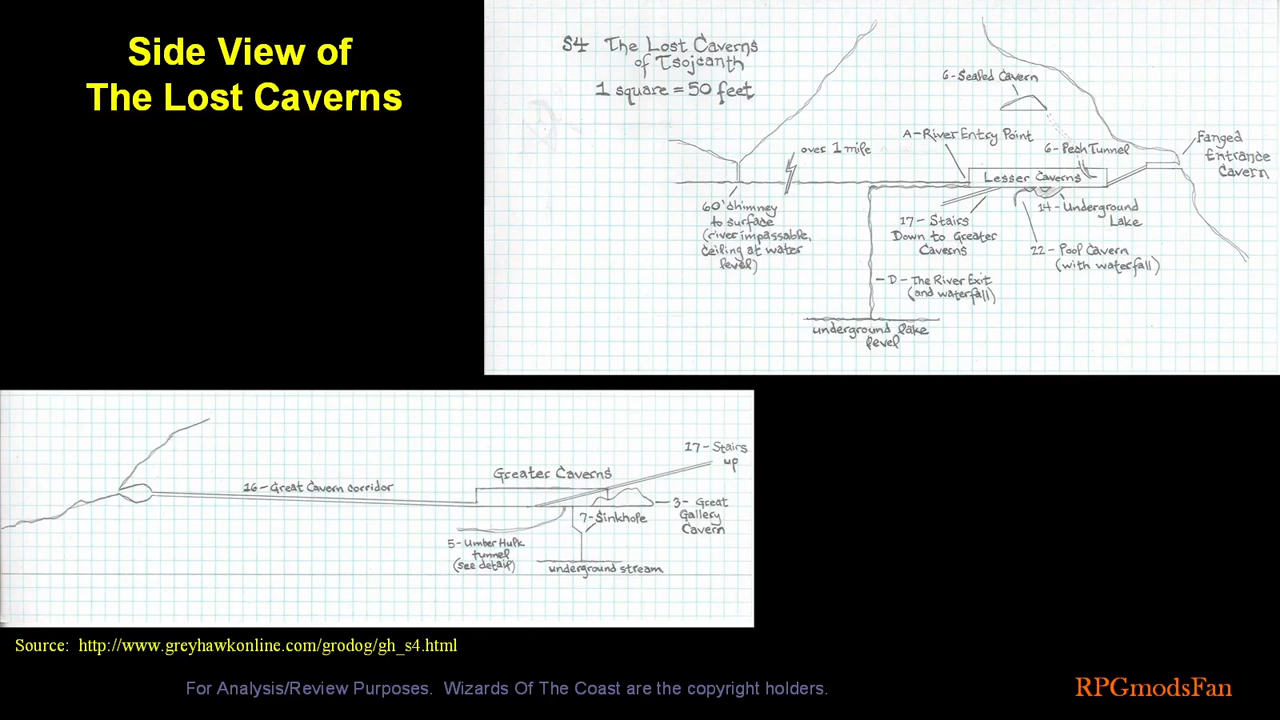 Side View of
The Lost Caverns
S4 The Lost Caverns
of Tsojcanth
1 square = 50 feet
6-Sealed Cavern
A-River Entry Point
over 1 mile
6-Pech Tunnel
Fanged
Entrance
Cavern
Lesser Caverns
60' chimney
to surface
(river impassable,
ceiling at water
level)
17-Stairs
Down to Greater
Caverns
14-Underground
Lake
22-Pool Cavern
(with waterfall)
D-The River Exit
(and waterfall)
underground lake
level
17-Stairs
up
Greater Caverns
16-Great Cavern corridor
3-Great
Gallery
Cavern
7-Sinkhole
5-Umber Hulk
tunnel
(see detail)
underground stream
Source: http://www.greyhawkonline.com/grodog/gh_s4.html
For Analysis/Review Purposes. Wizards Of The Coast are the copyright holders.
RPGmodsFan